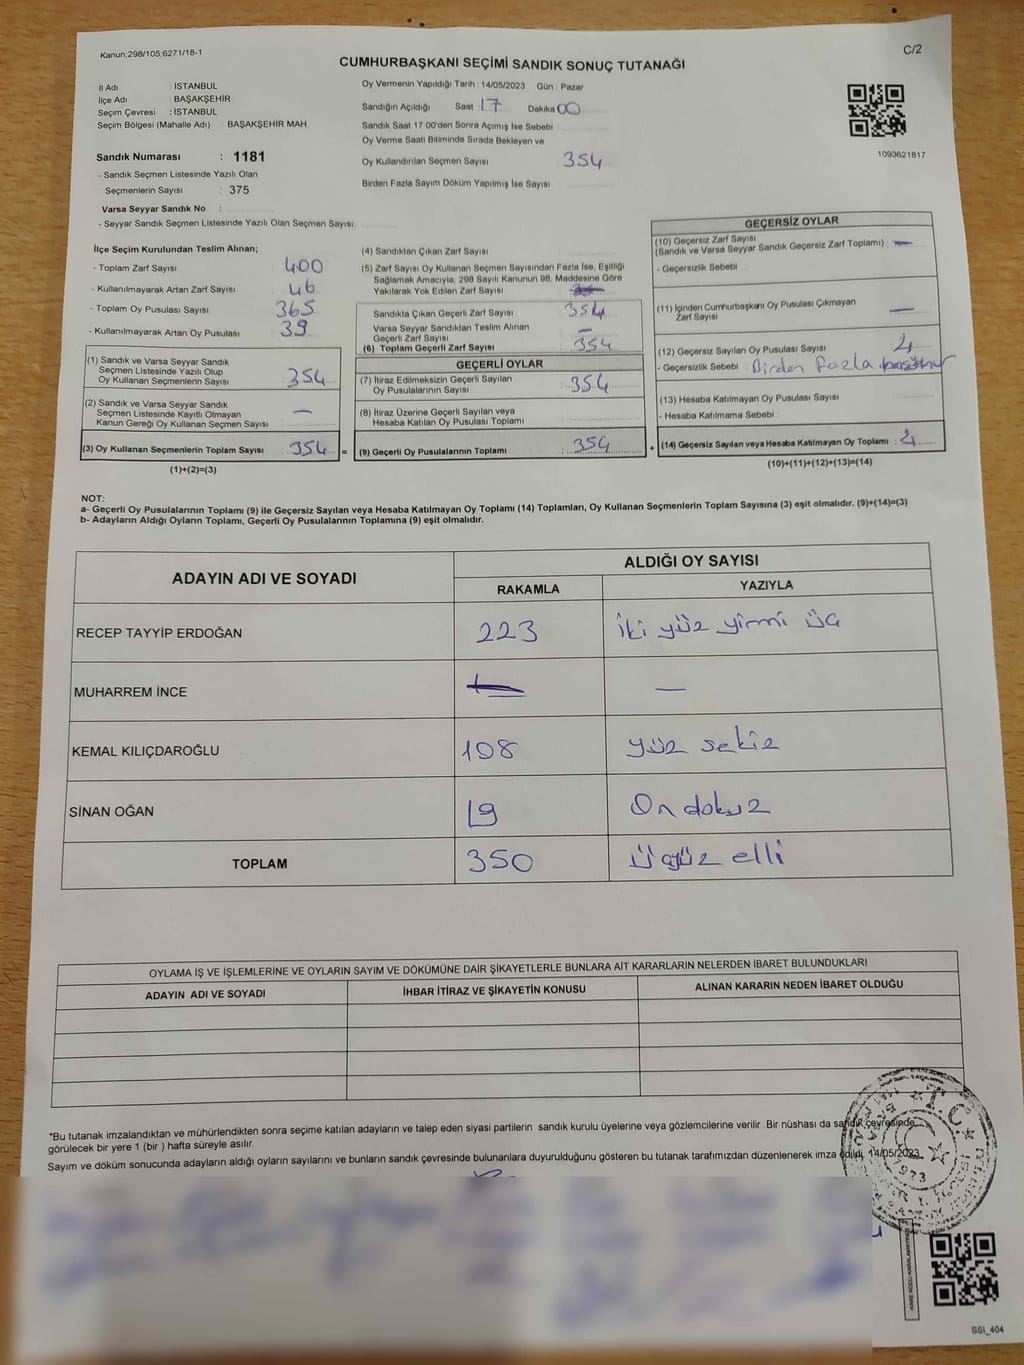 Kanun;298/105,6271/18-1
C/2
CUMHURBAŞKANI SEÇİMİ SANDIK SONUÇ TUTANAĞI
İl Adı : İSTANBUL
İlçe Adı : BAŞAKŞEHİR
Seçim Çevresi : İSTANBUL
Seçim Bölgesi (Mahalle Adı) : BAŞAKŞEHİR MAH.
Sandık Numarası : 1181
- Sandık Seçmen Listesinde Yazılı Olan
Seçmenlerin Sayısı : 375
Varsa Seyyar Sandık No :
- Seyyar Sandık Seçmen Listesinde Yazılı Olan Seçmen Sayısı:
Oy Vermenin Yapıldığı Tarih : 14/05/2023 Gün : Pazar
Sandığın Açıldığı Saat 17 Dakika 00
Sandık Saat 17:00'den Sonra Açımış İse Sebebi
Oy Verme Saati Bitiminde Sırada Bekleyen ve
Oy Kullandırılan Seçmen Sayısı 354
Birden Fazla Sayım Döküm Yapılmış İse Sayısı
1093621817
İlçe Seçim Kurulundan Teslim Alınan;
- Toplam Zarf Sayısı 400
- Kullanılmayarak Artan Zarf Sayısı 46
- Toplam Oy Pusulası Sayısı 365
- Kullanılmayarak Artan Oy Pusulası 39
(1) Sandık ve Varsa Seyyar Sandık
Seçmen Listesinde Yazılı Olup
Oy Kullanan Seçmenlerin Sayısı 354
(2) Sandık ve Varsa Seyyar Sandık
Seçmen Listesinde Kayıtlı Olmayan
Kanun Gereği Oy Kullanan Seçmen Sayısı —
(3) Oy Kullanan Seçmenlerin Toplam Sayısı : 354 =
(1)+(2)=(3)
(4) Sandıktan Çıkan Zarf Sayısı
(5) Zarf Sayısı Oy Kullanan Seçmen Sayısından Fazla İse, Eşitliği
Sağlamak Amacıyla, 298 Sayılı Kanunun 98. Maddesine Göre
Yakılarak Yok Edilen Zarf Sayısı
Sandıkta Çıkan Geçerli Zarf Sayısı 354
Varsa Seyyar Sandıktan Teslim Alınan
Geçerli Zarf Sayısı —
(6) Toplam Geçerli Zarf Sayısı 354
GEÇERLİ OYLAR
(7) İtiraz Edilmeksizin Geçerli Sayılan
Oy Pusulalarının Sayısı 354
(8) İtiraz Üzerine Geçerli Sayılan veya
Hesaba Katılan Oy Pusulası Toplamı
(9) Geçerli Oy Pusulalarının Toplamı : 354 +
GEÇERSİZ OYLAR
(10) Geçersiz Zarf Sayısı
(Sandık ve Varsa Seyyar Sandık Geçersiz Zarf Toplamı) : —
- Geçersizlik Sebebi
(11) İçinden Cumhurbaşkanı Oy Pusulası Çıkmayan
Zarf Sayısı —
(12) Geçersiz Sayılan Oy Pusulası Sayısı 4
- Geçersizlik Sebebi : Birden fazla
(13) Hesaba Katılmayan Oy Pusulası Sayısı
- Hesaba Katılmama Sebebi :
(14) Geçersiz Sayılan veya Hesaba Katılmayan Oy Toplamı : 4
(10)+(11)+(12)+(13)=(14)
NOT:
a- Geçerli Oy Pusulalarının Toplamı (9) ile Geçersiz Sayılan veya Hesaba Katılmayan Oy Toplamı (14) Toplamları, Oy Kullanan Seçmenlerin Toplam Sayısına (3) eşit olmalıdır. (9)+(14)=(3)
b- Adayların Aldığı Oyların Toplamı, Geçerli Oy Pusulalarının Toplamına (9) eşit olmalıdır.
ADAYIN ADI VE SOYADI
ALDIĞI OY SAYISI
RAKAMLA YAZIYLA
RECEP TAYYİP ERDOĞAN 223 iki yüz yirmi üç
MUHARREM İNCE —
KEMAL KILIÇDAROĞLU 108 yüz sekiz
SİNAN OĞAN 19 On dokuz
TOPLAM 350 Üçyüz elli
OYLAMA İŞ VE İŞLEMLERİNE VE OYLARIN SAYIM VE DÖKÜMÜNE DAİR ŞİKAYETLERLE BUNLARA AİT KARARLARIN NELERDEN İBARET BULUNDUKLARI
ADAYIN ADI VE SOYADI İHBAR İTİRAZ VE ŞİKAYETİN KONUSU ALINAN KARARIN NEDEN İBARET OLDUĞU
"Bu tutanak imzalandıktan ve mühürlendikten sonra seçime katılan adayların ve talep eden siyasi partilerin sandık kurulu üyelerine veya gözlemcilerine verilir .Bir nüshası da sandık çevresinde
görülecek bir yere 1 (bir ) hafta süreyle asılır.
Sayım ve döküm sonucunda adayların aldığı oyların sayılarını ve bunların sandık çevresinde bulunanlara duyurulduğunu gösteren bu tutanak tarafımızdan düzenlenerek imza edildi. 14/05/2023
T.C.
1923
SSI_404